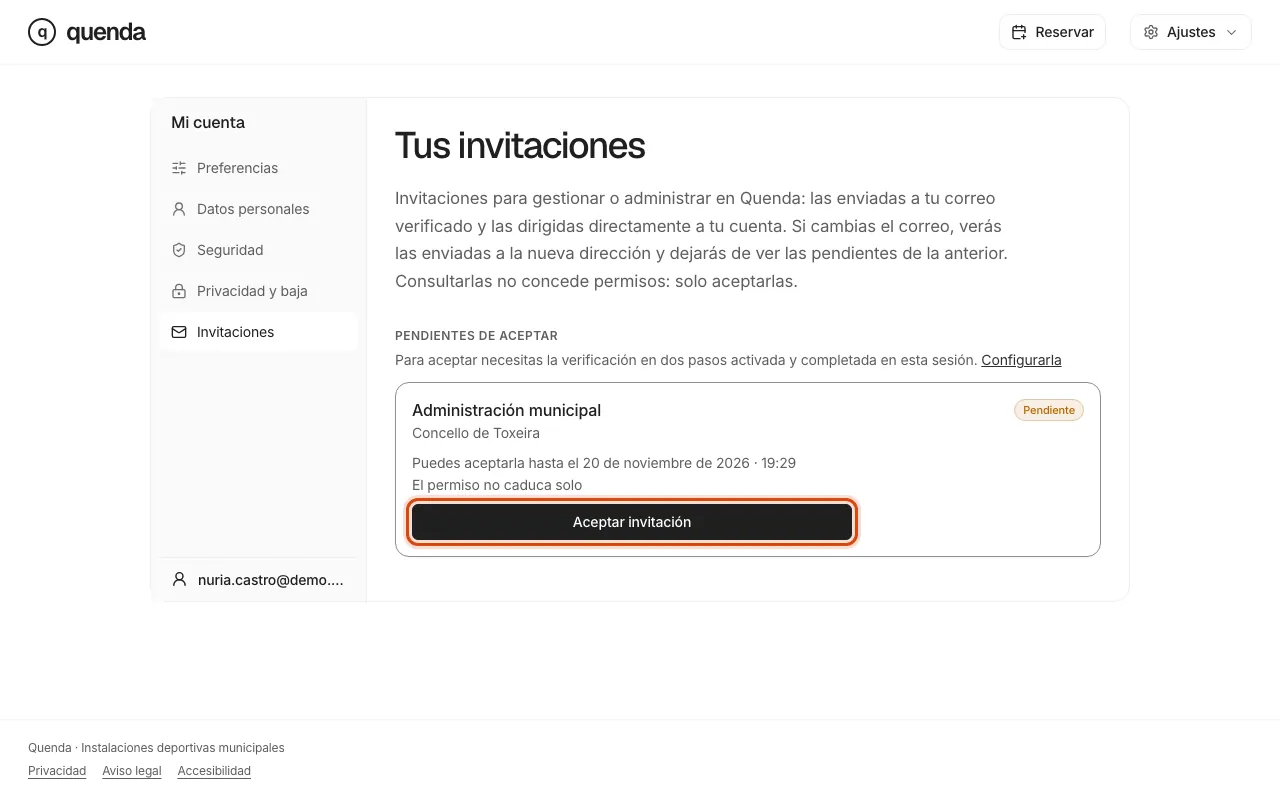 q quenda
Reservar
Ajustes
Mi cuenta
Preferencias
Datos personales
Seguridad
Privacidad y baja
Invitaciones
nuria.castro@demo....
Tus invitaciones
Invitaciones para gestionar o administrar en Quenda: las enviadas a tu correo
verificado y las dirigidas directamente a tu cuenta. Si cambias el correo, verás
las enviadas a la nueva dirección y dejarás de ver las pendientes de la anterior.
Consultarlas no concede permisos: solo aceptarlas.
PENDIENTES DE ACEPTAR
Para aceptar necesitas la verificación en dos pasos activada y completada en esta sesión. Configurarla
Administración municipal
Pendiente
Concello de Toxeira
Puedes aceptarla hasta el 20 de noviembre de 2026 · 19:29
El permiso no caduca solo
Aceptar invitación
Quenda · Instalaciones deportivas municipales
Privacidad Aviso legal Accesibilidad